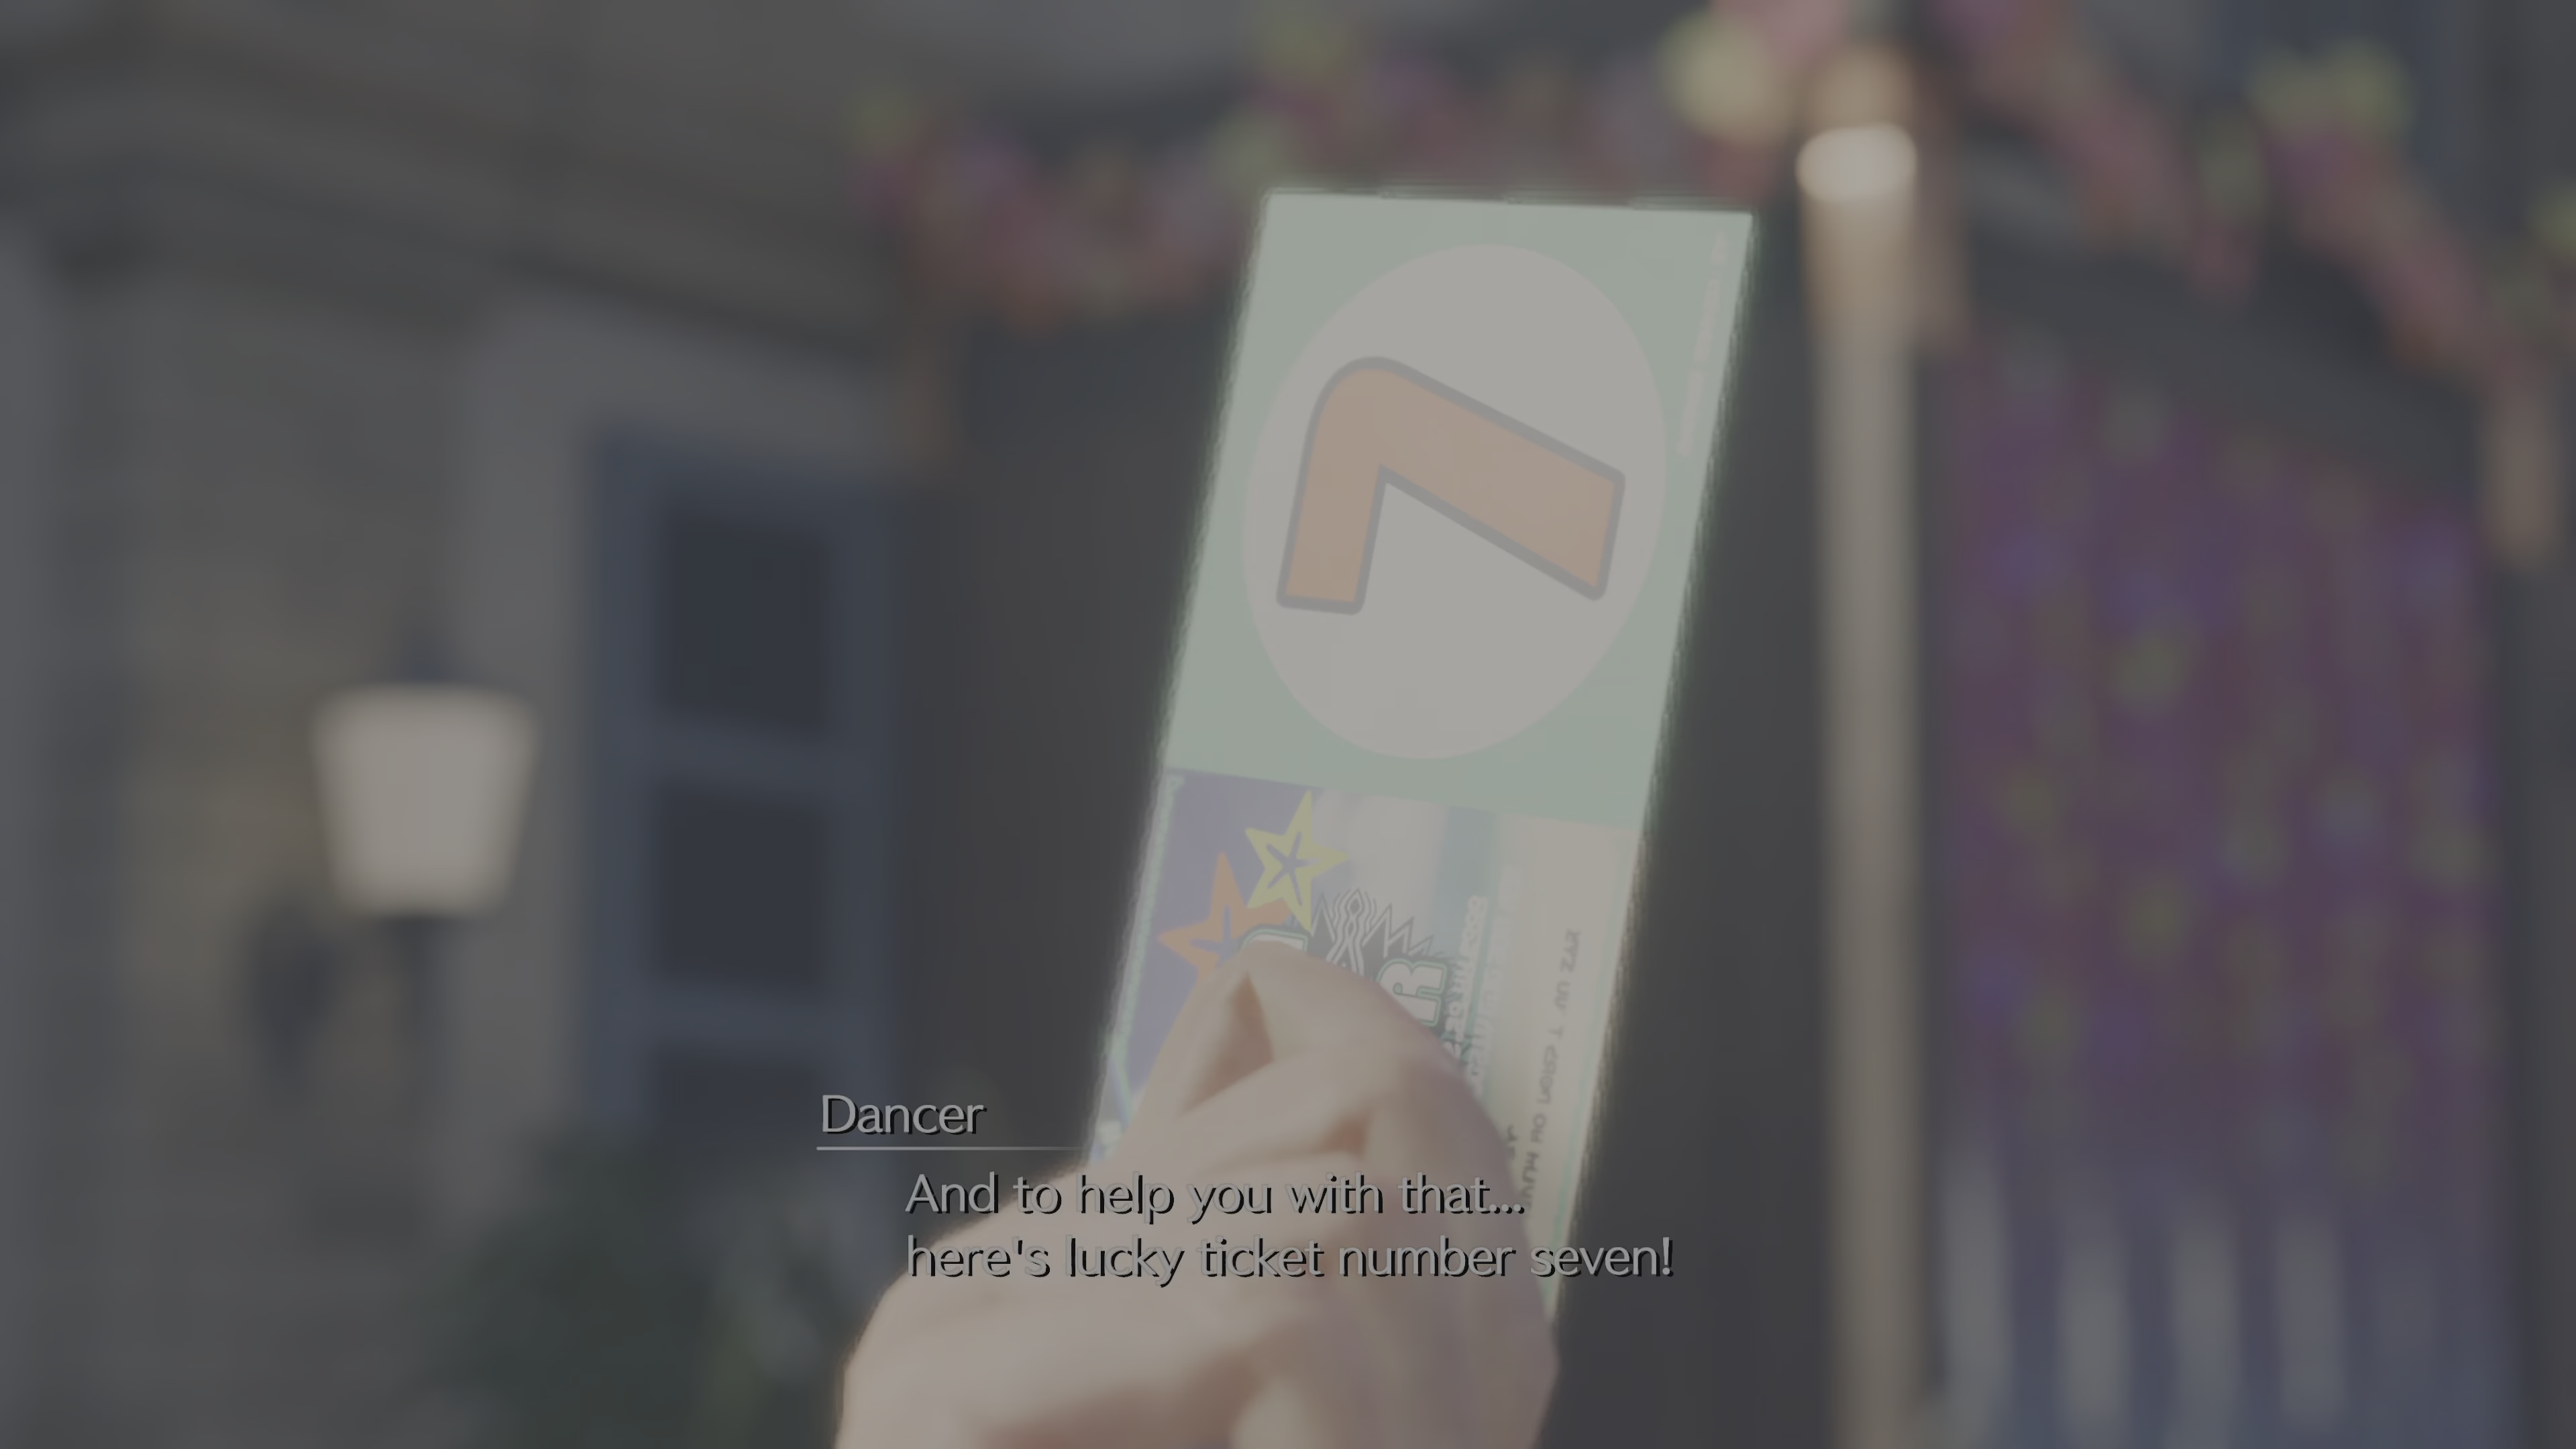 7
R
Dancer
And to help you with that...
here's lucky ticket number seven!